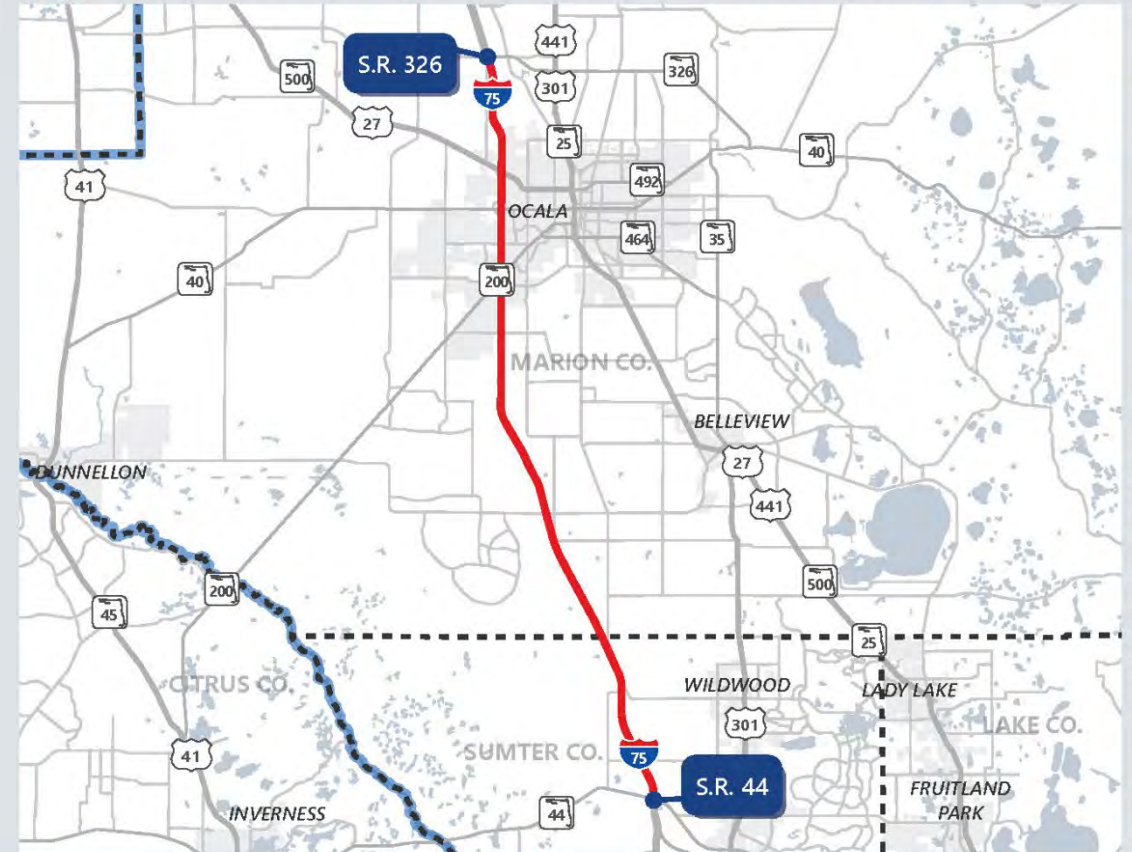 441
S.R. 326
500
326
301
75
27
25
40
492
41
OCALA
464
35
40
200
MARION CO.
BELLEVIEW
27
DUNNELLON
441
500
200
45
25
CITRUS CO.
WILDWOOD
LADY LAKE
301
LAKE CO.
41
SUMTER CO.
75
S.R. 44
FRUITLAND
PARK
44
INVERNESS